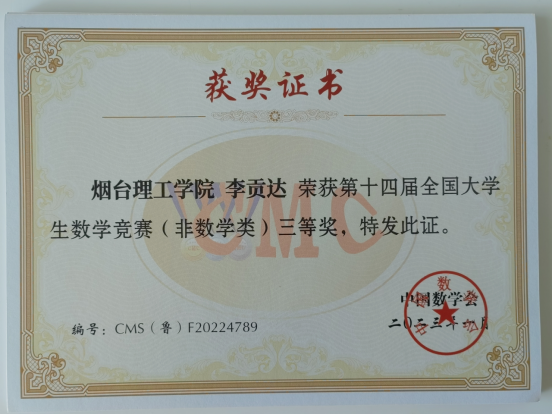 获奖证书
CMC
烟台理工学院 李贡达 荣获第十四届全国大学
生数学竞赛（非数学类）三等奖，特发此证。
中国数学会
编号：CMS（鲁）F20224789
二〇二三年 月